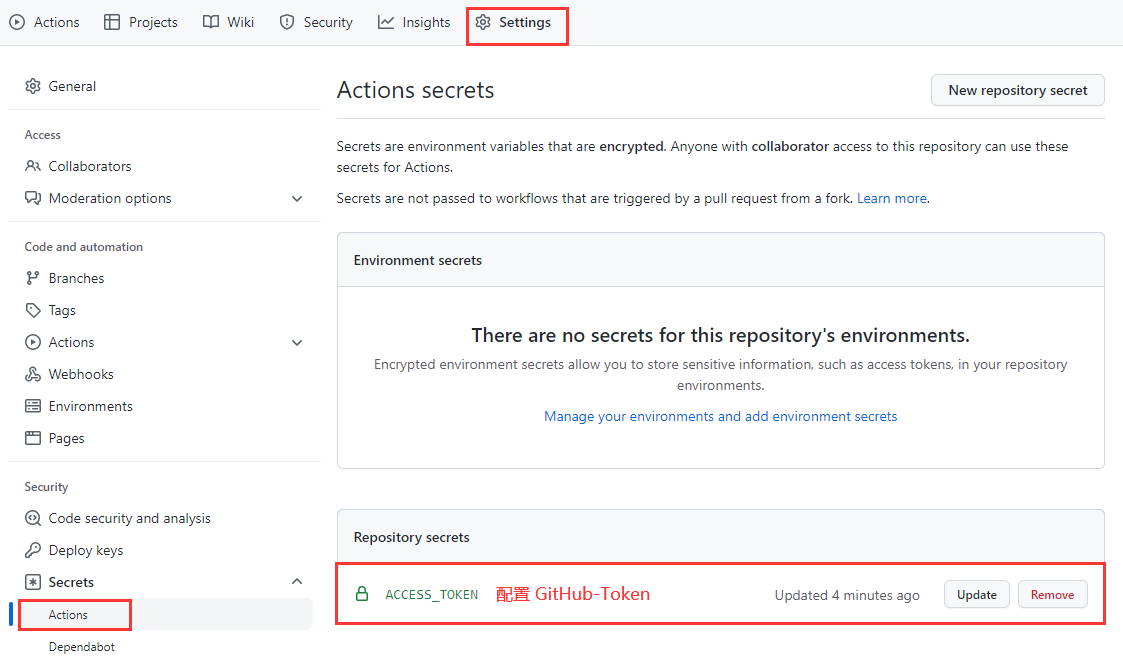 Actions Projects Wiki Security Insights Settings
General
Access
Collaborators
Moderation options
Code and automation
Branches
Tags
Actions
Webhooks
Environments
Pages
Security
Code security and analysis
Deploy keys
Secrets
Actions
Dependabot
Actions secrets
New repository secret
Secrets are environment variables that are encrypted. Anyone with collaborator access to this repository can use these
secrets for Actions.
Secrets are not passed to workflows that are triggered by a pull request from a fork. Learn more.
Environment secrets
There are no secrets for this repository's environments.
Encrypted environment secrets allow you to store sensitive information, such as access tokens, in your repository
environments.
Manage your environments and add environment secrets
Repository secrets
ACCESS_TOKEN 配置 GitHub-Token Updated 4 minutes ago Update Remove